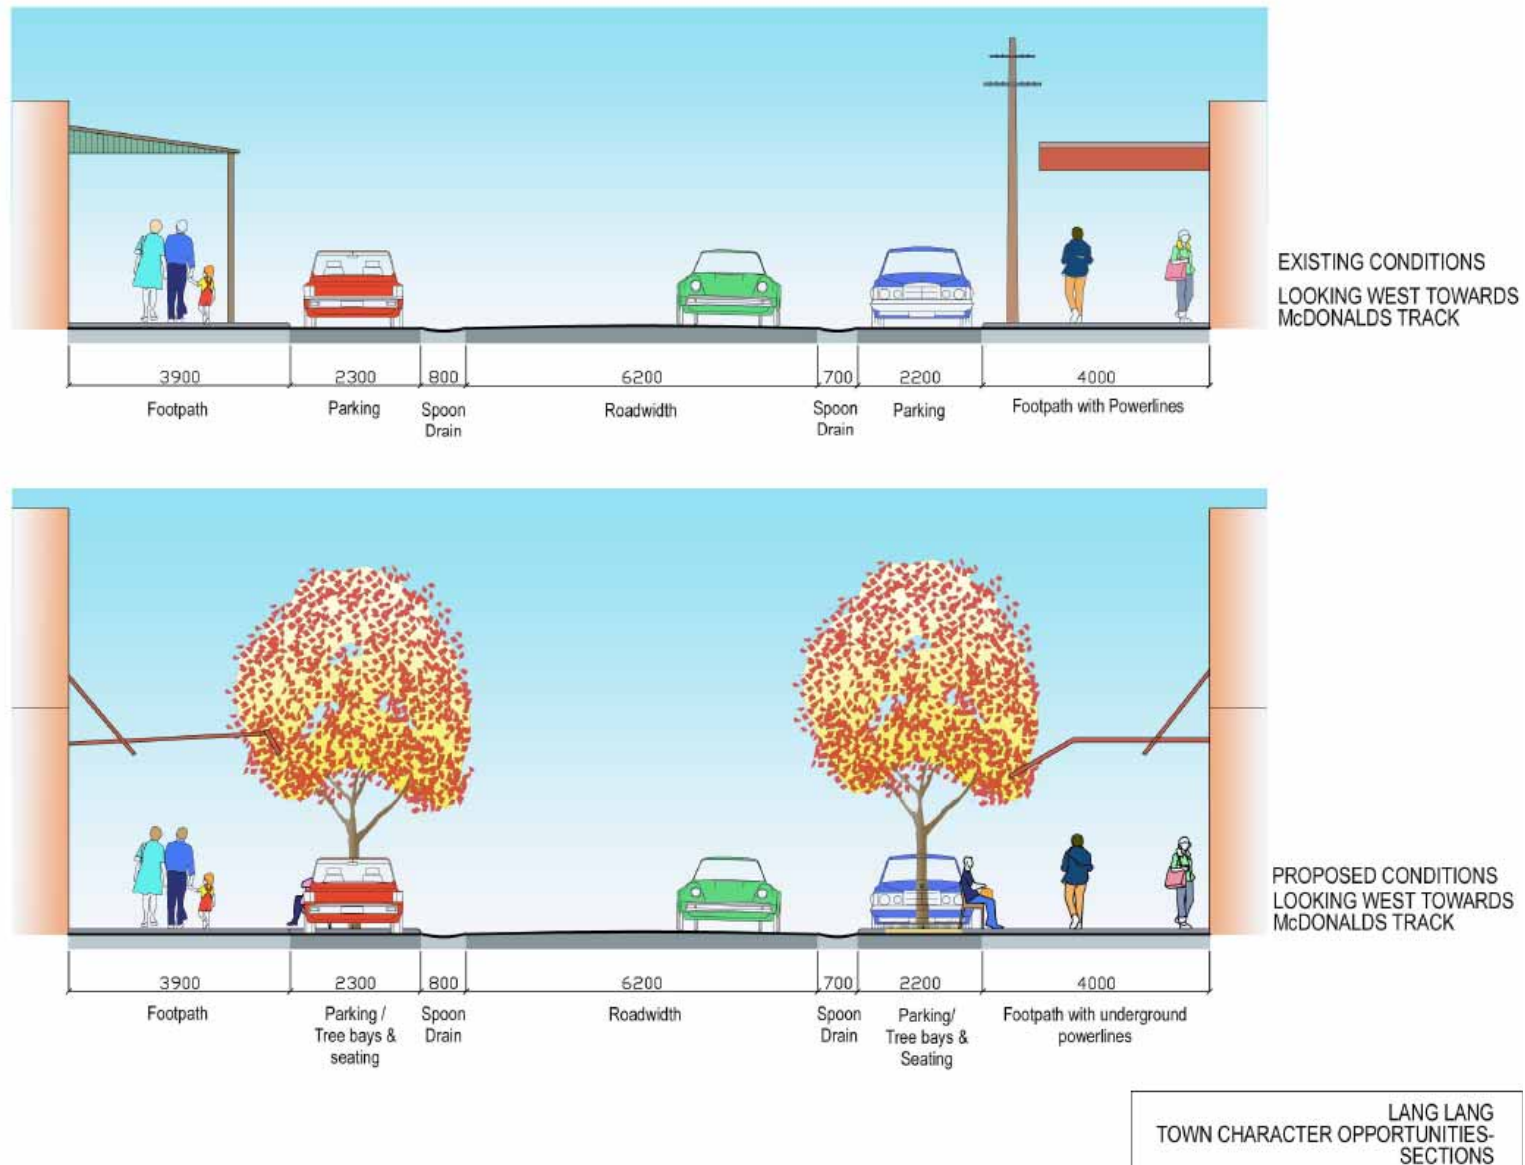 EXISTING CONDITIONS
LOOKING WEST TOWARDS
McDONALDS TRACK
3900 2300 800 6200 700 2200 4000
Footpath Parking Spoon Roadwidth Spoon Parking Footpath with Powerlines
Drain Drain
PROPOSED CONDITIONS
LOOKING WEST TOWARDS
McDONALDS TRACK
3900 2300 800 6200 700 2200 4000
Footpath Parking / Spoon Roadwidth Spoon Parking/ Footpath with underground
Tree bays & Drain Drain Tree bays & powerlines
seating Seating
LANG LANG
TOWN CHARACTER OPPORTUNITIES-
SECTIONS